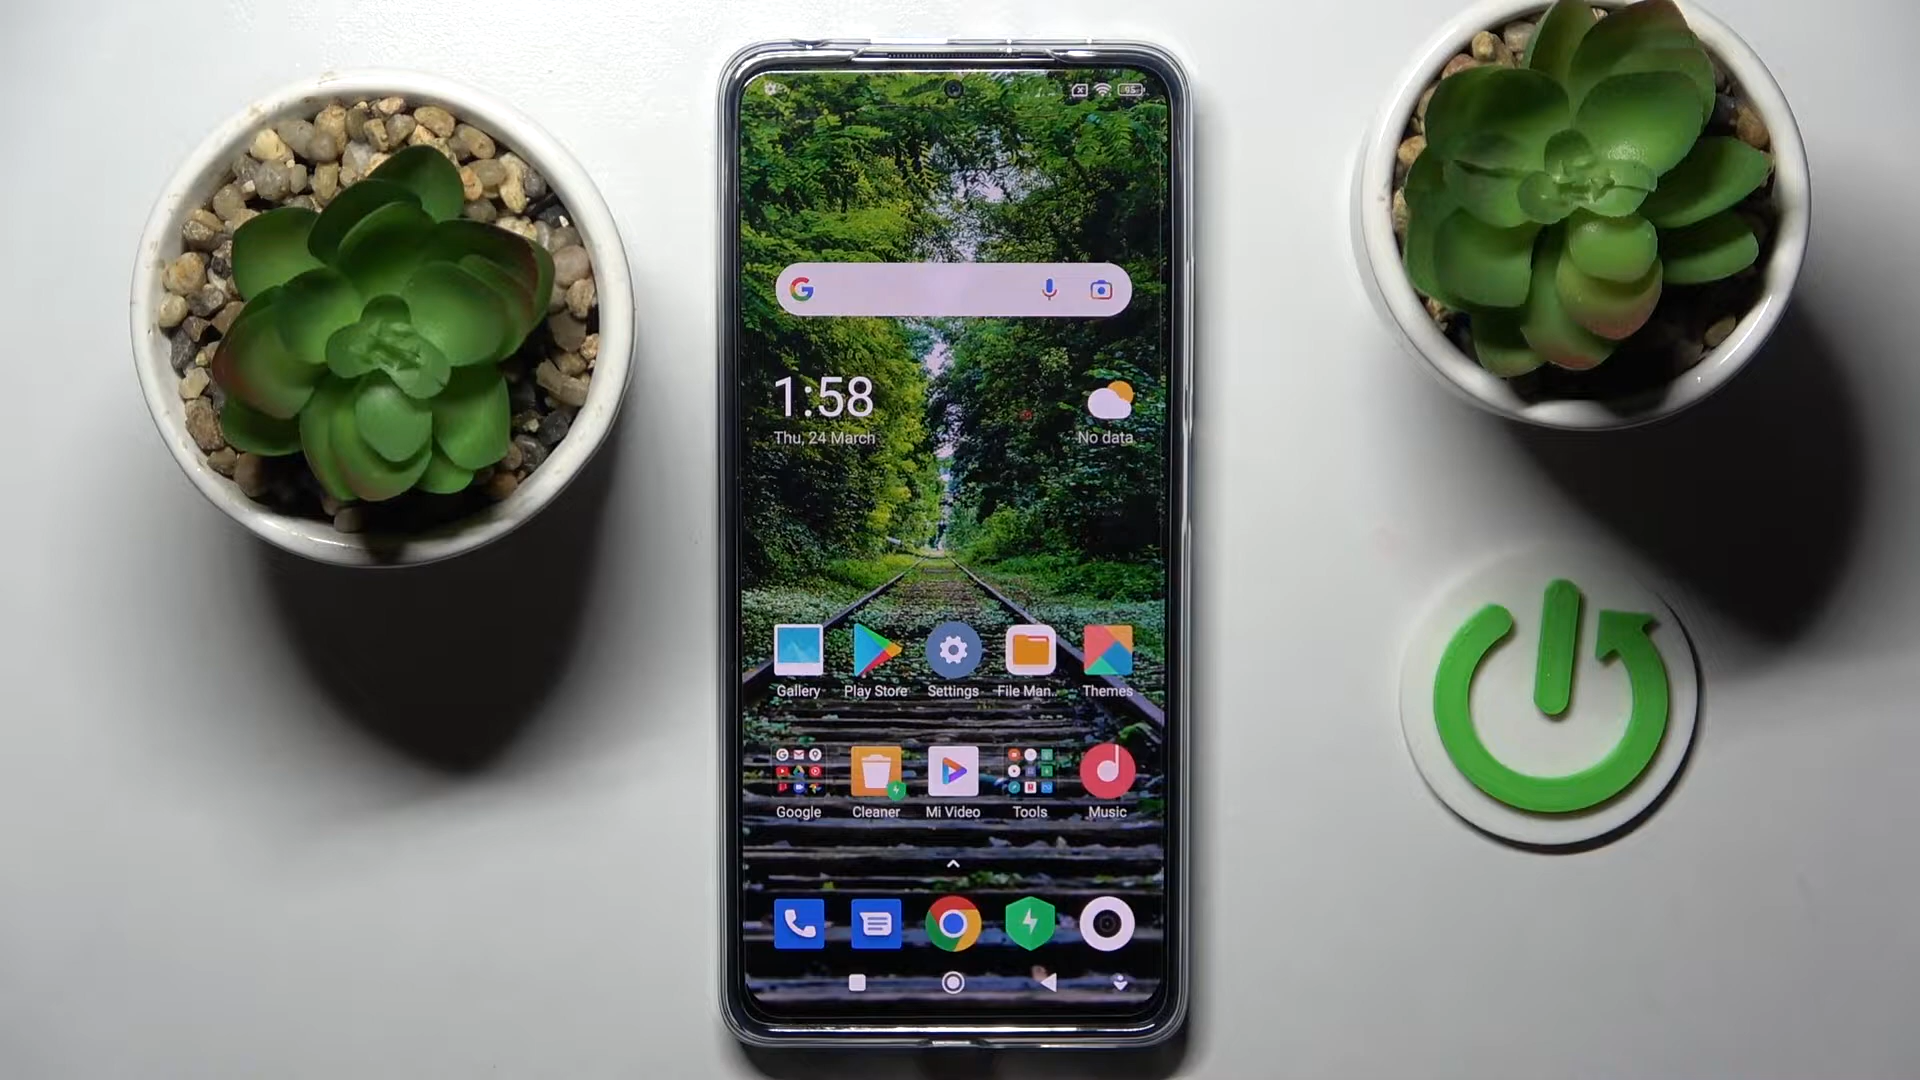 95
1:58
Thu, 24 March
No data
Gallery
Play Store
Settings
File Man..
Themes
Google
Cleaner
Mi Video
Tools
Music